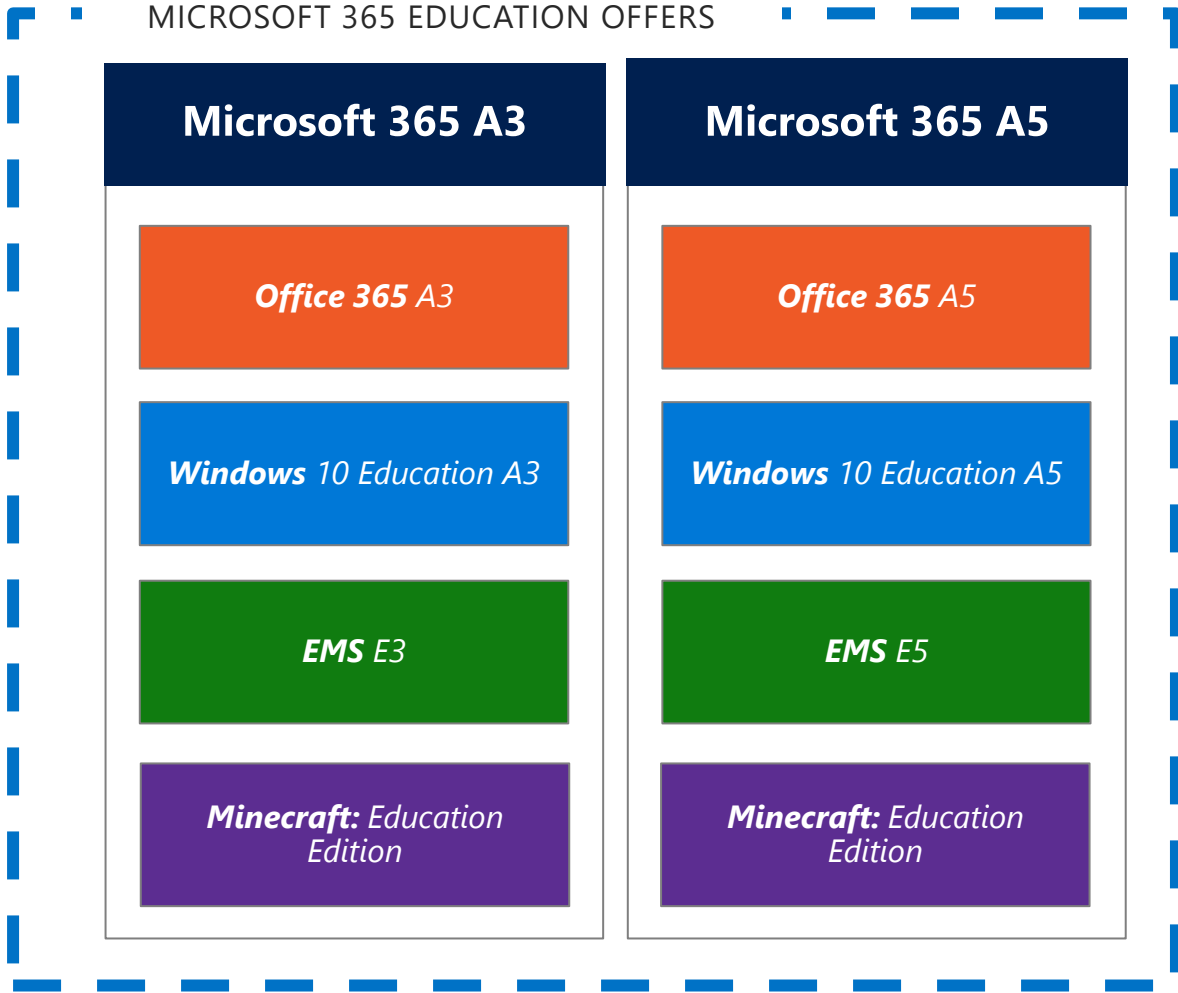 MICROSOFT 365 EDUCATION OFFERS
Microsoft 365 A3
Office 365 A3
Windows 10 Education A3
EMS E3
Minecraft: Education
Edition
Microsoft 365 A5
Office 365 A5
Windows 10 Education A5
EMS E5
Minecraft: Education
Edition